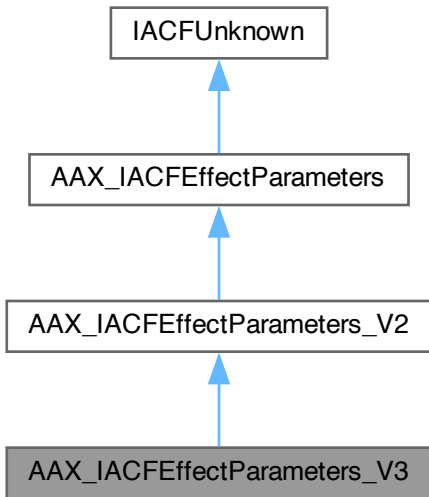 IACFUnknown
AAX_IACFEffectParameters
AAX_IACFEffectParameters_V2
AAX_IACFEffectParameters_V3